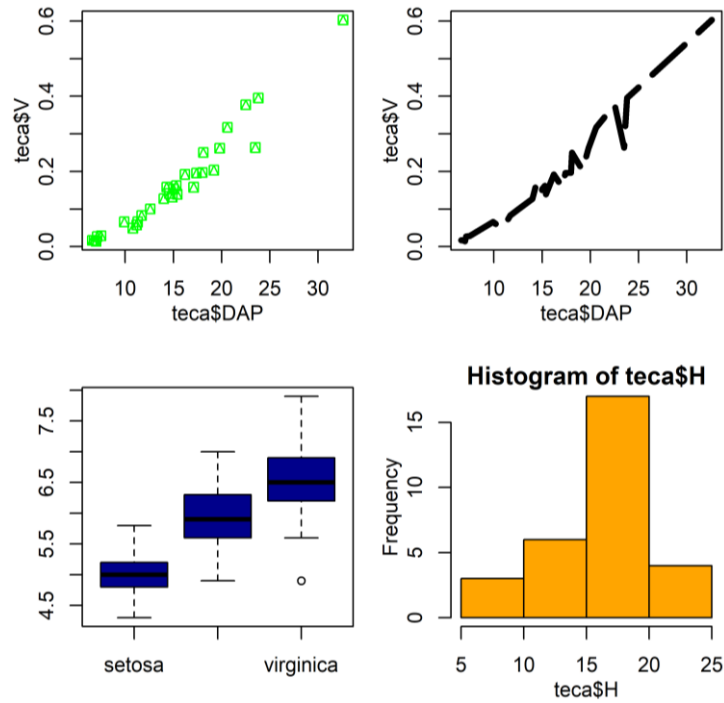 0.6
0.4
0.2
0.0
teca$V
10 15 20 25 30
teca$DAP
0.6
0.4
0.2
0.0
teca$V
10 15 20 25 30
teca$DAP
7.5
6.5
5.5
4.5
setosa virginica
Histogram of teca$H
15
10
5
0
Frequency
5 10 15 20 25
teca$H